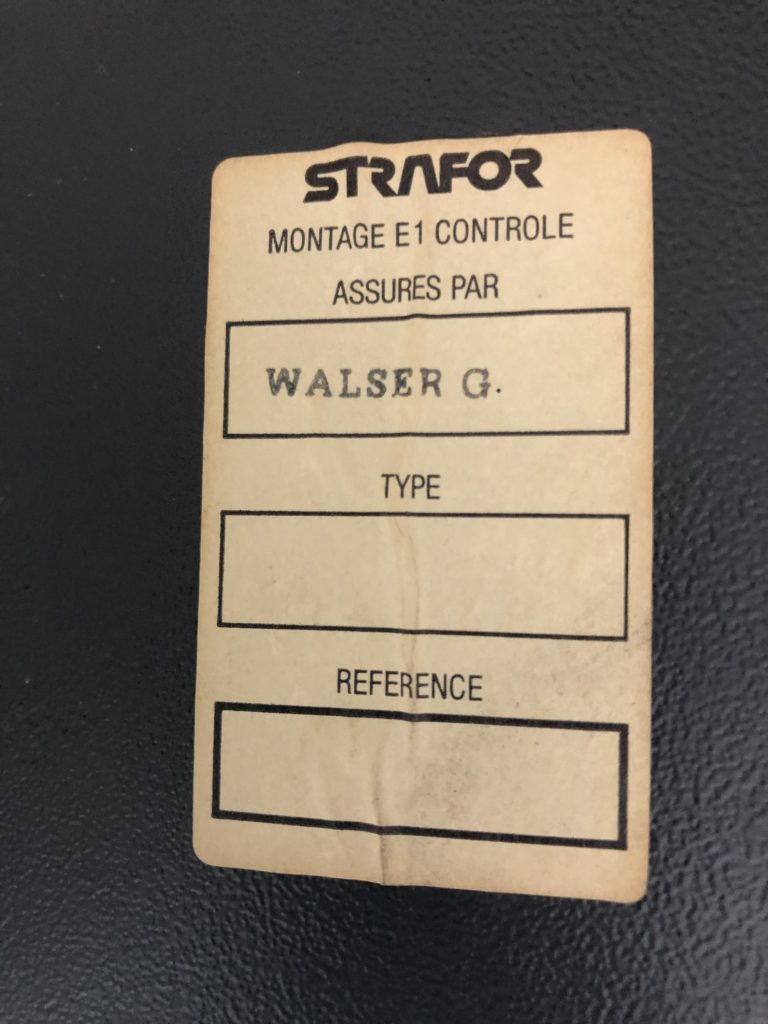 STRAFOR
MONTAGE E1 CONTROLE
ASSURES PAR
WALSER G.
TYPE
REFERENCE